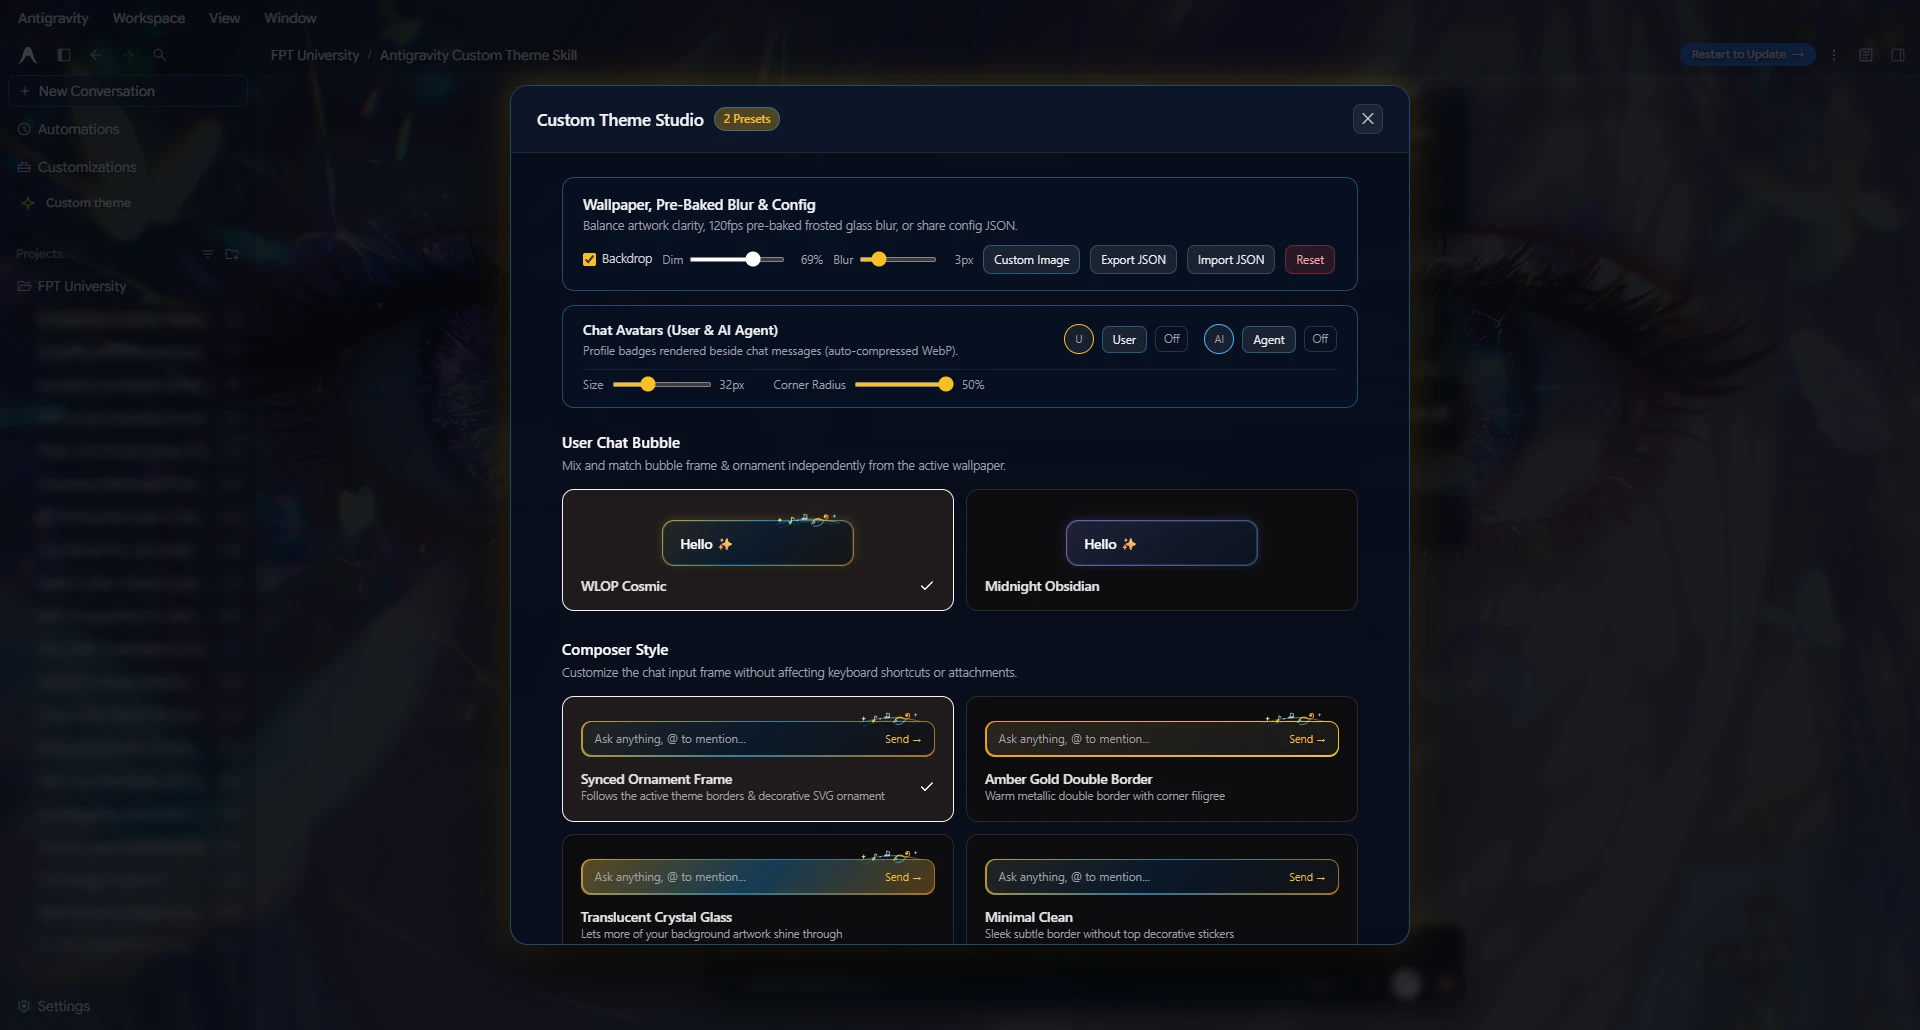 Antigravity Workspace View Window
FPT University / Antigravity Custom Theme Skill
Restart to Update →
+ New Conversation
Automations
Customizations
Custom theme
Projects
FPT University
Settings
Custom Theme Studio 2 Presets
Wallpaper, Pre-Baked Blur & Config
Balance artwork clarity, 120fps pre-baked frosted glass blur, or share config JSON.
Backdrop Dim 69% Blur 3px Custom Image Export JSON Import JSON Reset
Chat Avatars (User & AI Agent)
Profile badges rendered beside chat messages (auto-compressed WebP).
U User Off AI Agent Off
Size 32px Corner Radius 50%
User Chat Bubble
Mix and match bubble frame & ornament independently from the active wallpaper.
Hello ✨
WLOP Cosmic
Hello ✨
Midnight Obsidian
Composer Style
Customize the chat input frame without affecting keyboard shortcuts or attachments.
Ask anything, @ to mention... Send →
Synced Ornament Frame
Follows the active theme borders & decorative SVG ornament
Ask anything, @ to mention... Send →
Amber Gold Double Border
Warm metallic double border with corner filigree
Ask anything, @ to mention... Send →
Translucent Crystal Glass
Lets more of your background artwork shine through
Ask anything, @ to mention... Send →
Minimal Clean
Sleek subtle border without top decorative stickers